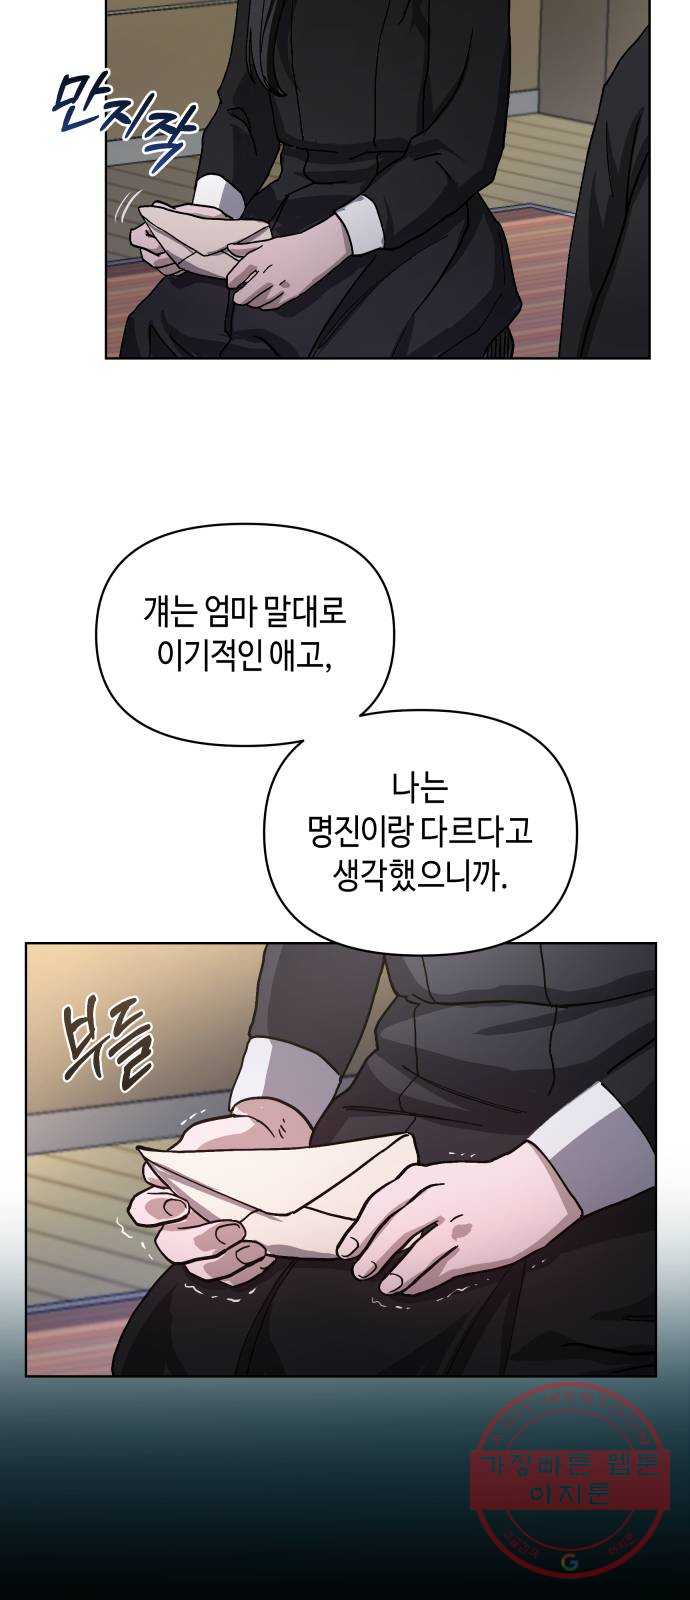 만지작
걔는 엄마 말대로
이기적인 애고,
나는
명진이랑 다르다고
생각했으니까.
부들
가장빠른 웹툰
이지툰